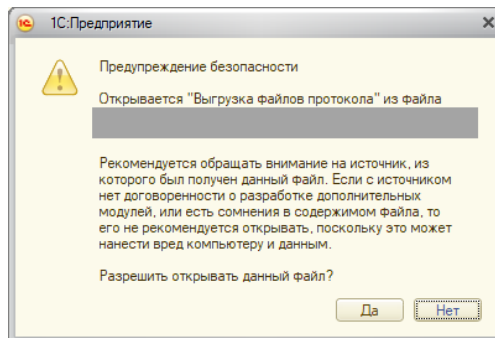 1С:Предприятие
Предупреждение безопасности
Открывается "Выгрузка файлов протокола" из файла
Рекомендуется обращать внимание на источник, из
которого был получен данный файл. Если с источником
нет договоренности о разработке дополнительных
модулей, или есть сомнения в содержимом файла, то
его не рекомендуется открывать, поскольку это может
нанести вред компьютеру и данным.
Разрешить открывать данный файл?
Да Нет